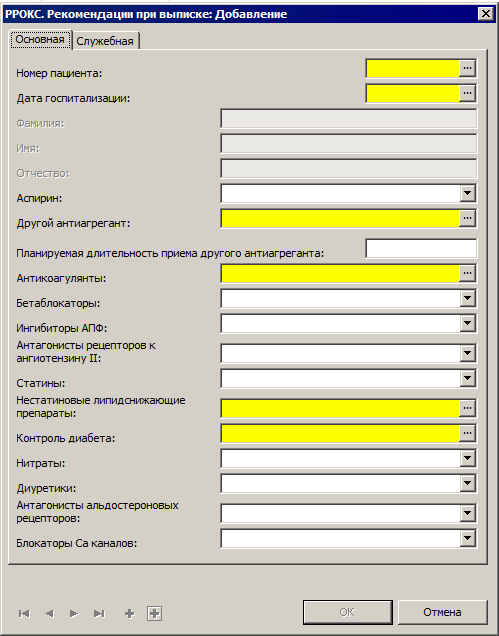 РРОКС. Рекомендации при выписке: Добавление
Основная Служебная
Номер пациента:
Дата госпитализации:
Фамилия:
Имя:
Отчество:
Аспирин:
Другой антиагрегант:
Планируемая длительность приема другого антиагреганта:
Антикоагулянты:
Бетаблокаторы:
Ингибиторы АПФ:
Антагонисты рецепторов к
ангиотензину II:
Статины:
Нестатиновые липидснижающие
препараты:
Контроль диабета:
Нитраты:
Диуретики:
Антагонисты альдостероновых
рецепторов:
Блокаторы Ca каналов:
OK Отмена